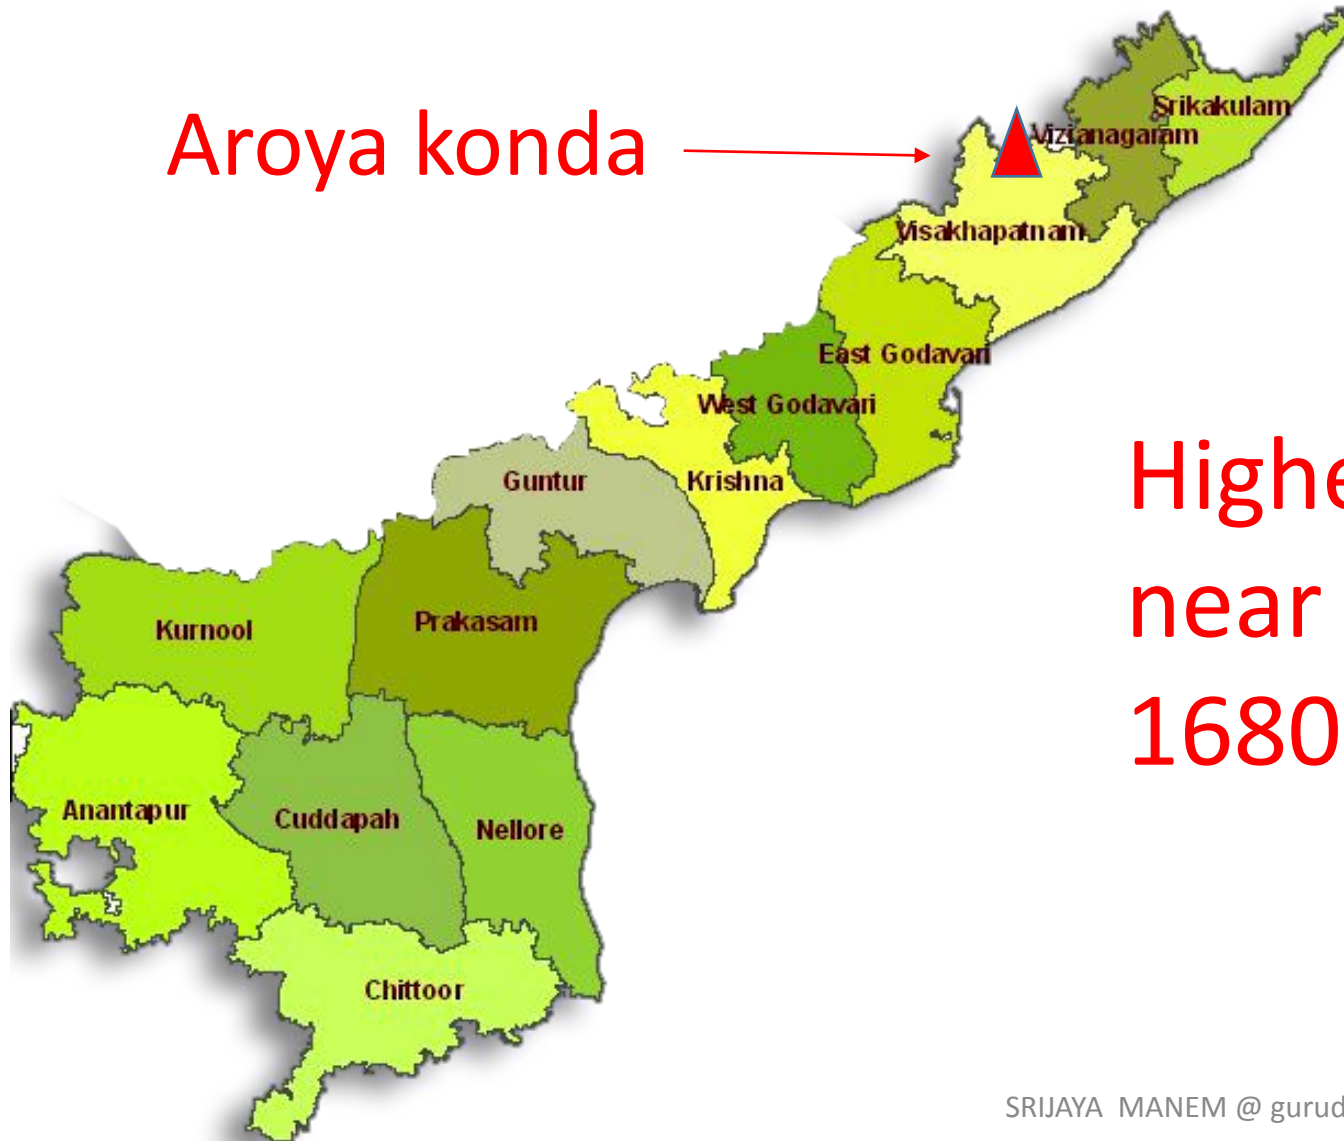 Aroya konda
Srikakulam
Vizianagaram
Visakhapatnam
East Godavari
West Godavari
Krishna
Guntur
Highe
near
1680
Prakasam
Kurnool
Anantapur
Cuddapah
Nellore
Chittoor
SRIJAYA MANEM @ gurud